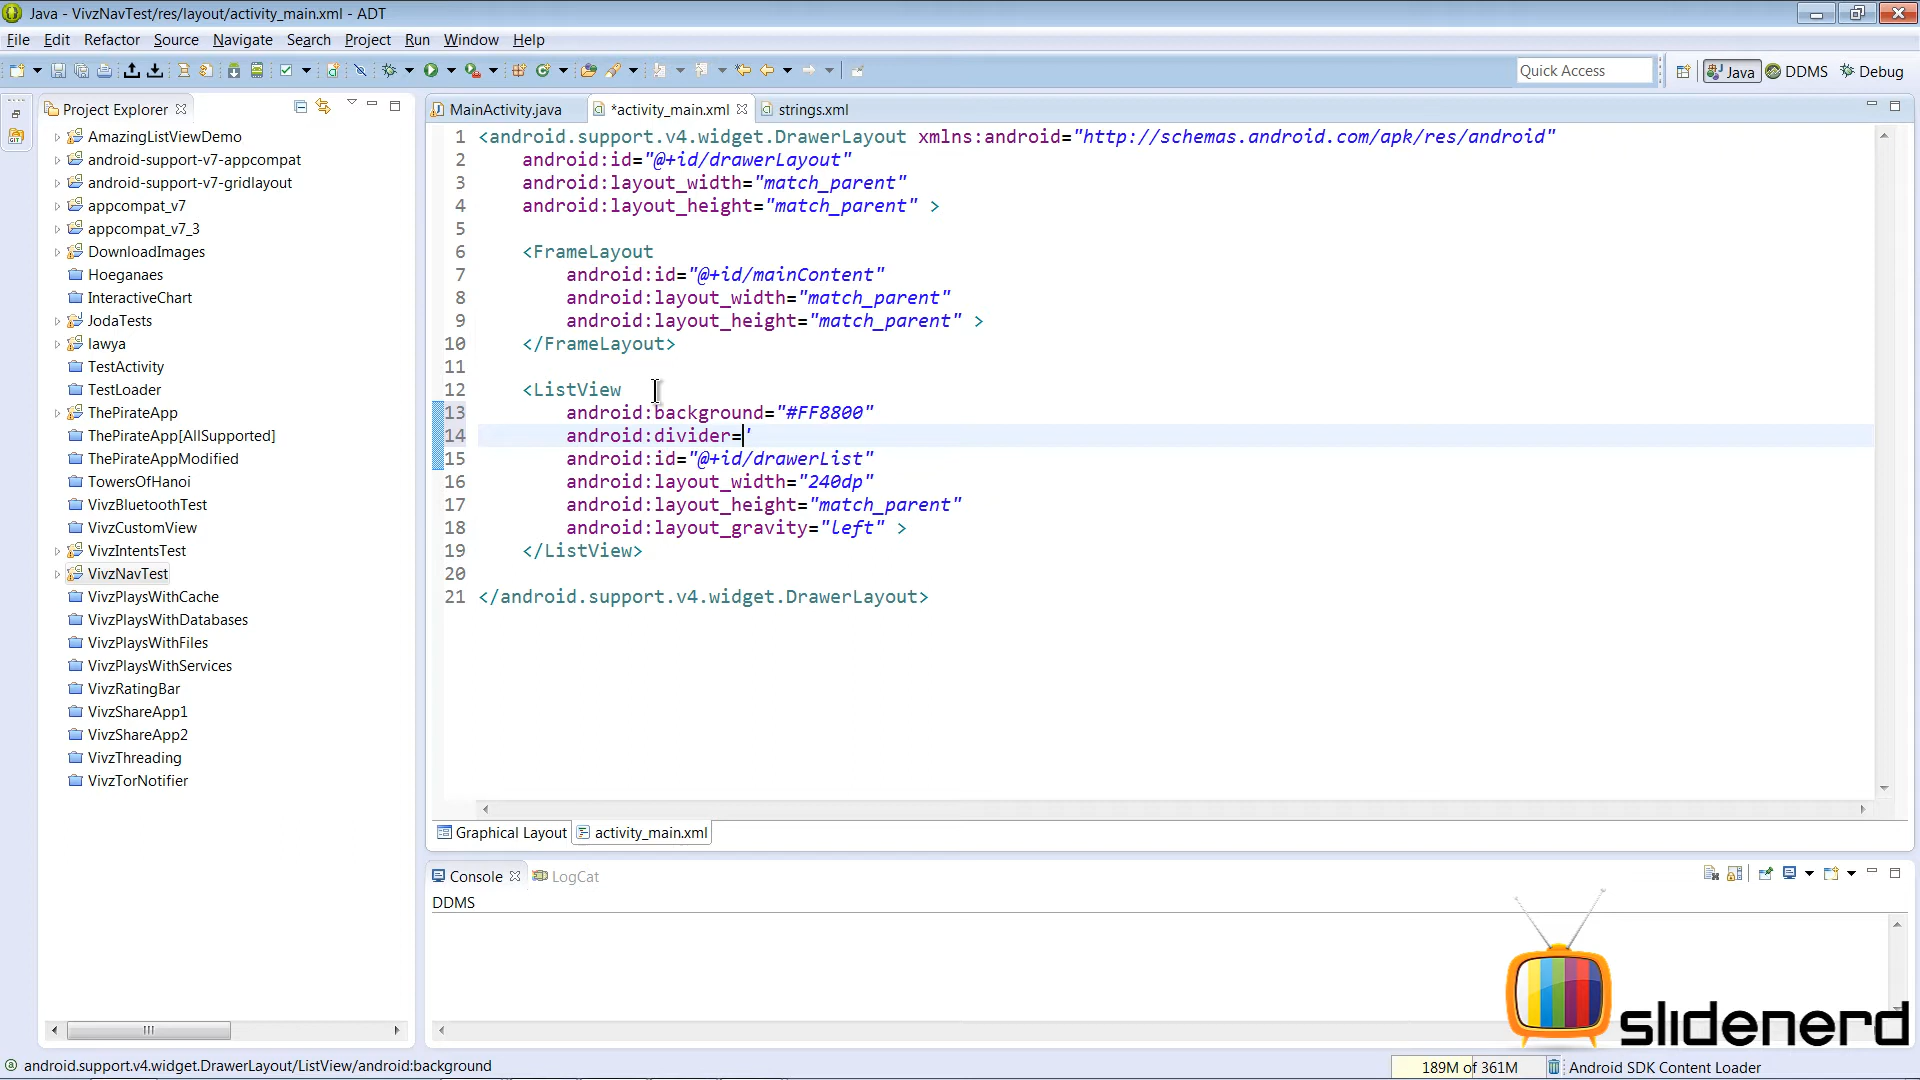 Java - VivzNavTest/res/layout/activity_main.xml - ADT
File Edit Refactor Source Navigate Search Project Run Window Help
Quick Access
Java DDMS Debug
Project Explorer
MainActivity.java *activity_main.xml strings.xml
AmazingListViewDemo
android-support-v7-appcompat
android-support-v7-gridlayout
appcompat_v7
appcompat_v7_3
DownloadImages
Hoeganaes
InteractiveChart
JodaTests
lawya
TestActivity
TestLoader
ThePirateApp
ThePirateApp[AllSupported]
ThePirateAppModified
TowersOfHanoi
VivzBluetoothTest
VivzCustomView
VivzIntentsTest
VivzNavTest
VivzPlaysWithCache
VivzPlaysWithDatabases
VivzPlaysWithFiles
VivzPlaysWithServices
VivzRatingBar
VivzShareApp1
VivzShareApp2
VivzThreading
VivzTorNotifier
1 <android.support.v4.widget.DrawerLayout xmlns:android="http://schemas.android.com/apk/res/android"
2 android:id="@+id/drawerLayout"
3 android:layout_width="match_parent"
4 android:layout_height="match_parent" >
5
6 <FrameLayout
7 android:id="@+id/mainContent"
8 android:layout_width="match_parent"
9 android:layout_height="match_parent" >
10 </FrameLayout>
11
12 <ListView
13 android:background="#FF8800"
14 android:divider='
15 android:id="@+id/drawerList"
16 android:layout_width="240dp"
17 android:layout_height="match_parent"
18 android:layout_gravity="left" >
19 </ListView>
20
21 </android.support.v4.widget.DrawerLayout>
Graphical Layout activity_main.xml
Console LogCat
DDMS
slidenerd
android.support.v4.widget.DrawerLayout/ListView/android:background
189M of 361M
Android SDK Content Loader